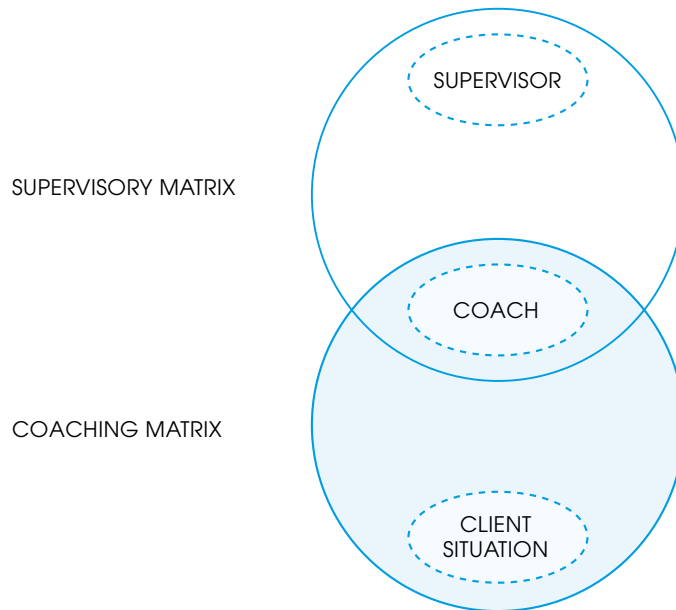 SUPERVISOR
SUPERVISORY MATRIX
COACH
COACHING MATRIX
CLIENT
SITUATION